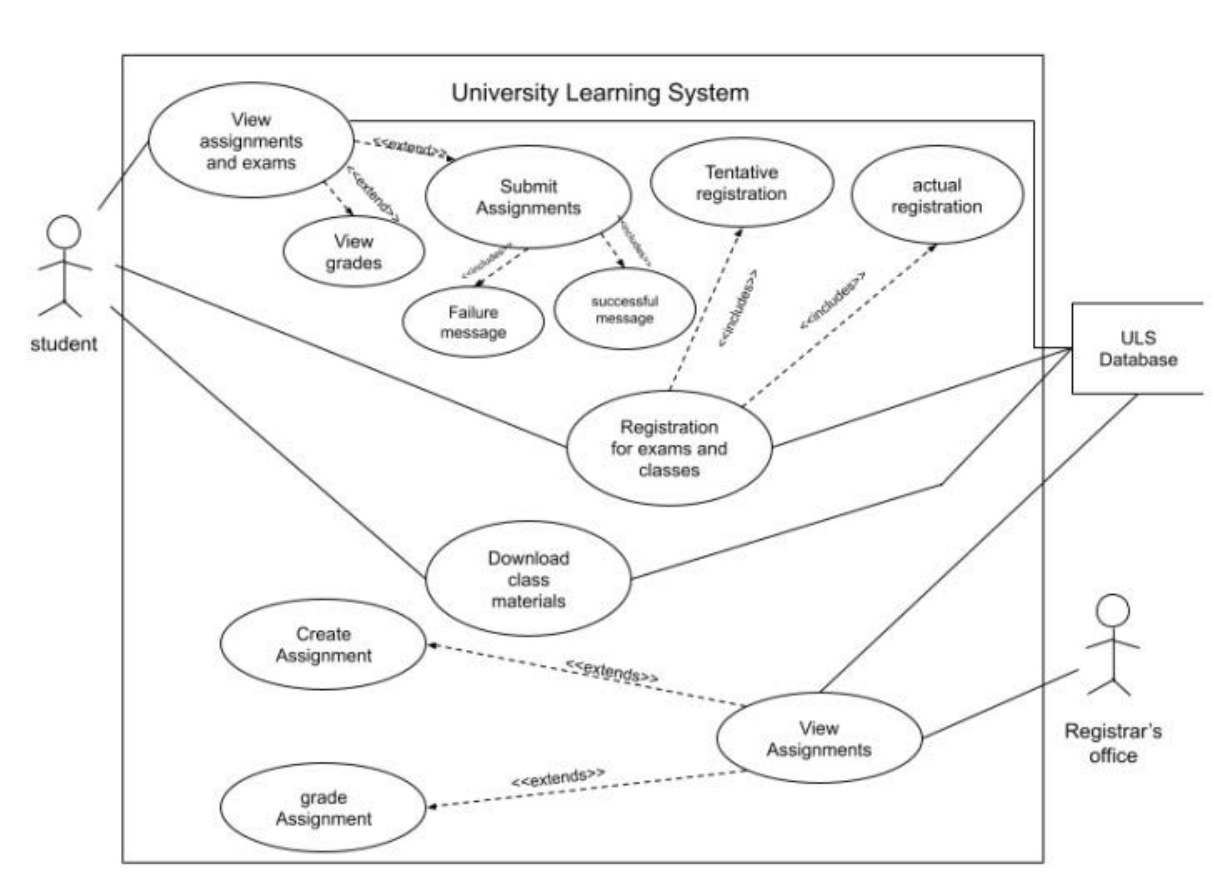 University Learning System
View
assignments
and exams
<<extend>>
<<extend>>
View
grades
Submit
Assignments
<<includes>>
<<includes>>
Failure
message
successful
message
Tentative
registration
actual
registration
<<includes>>
<<includes>>
student
Registration
for exams and
classes
ULS
Database
Download
class
materials
Create
Assignment
<<extends>>
View
Assignments
Registrar's
office
<<extends>>
grade
Assignment